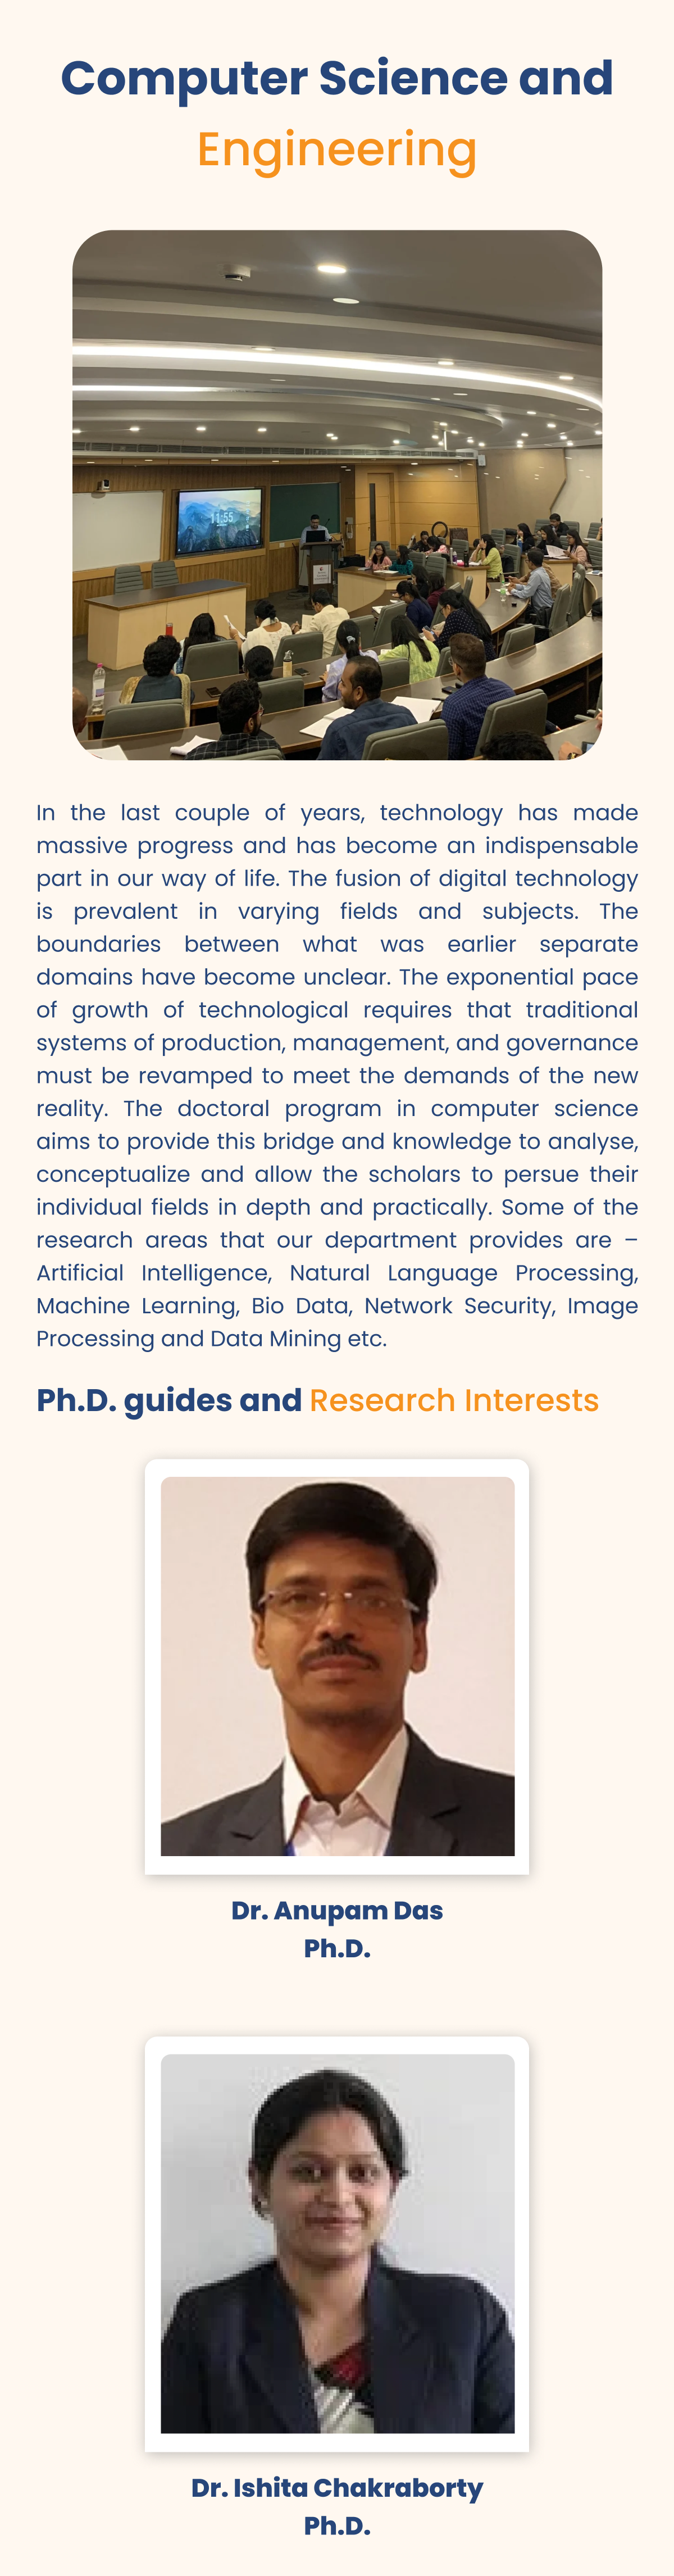 Computer Science and
Engineering
11:55
In the last couple of years, technology has made
massive progress and has become an indispensable
part in our way of life. The fusion of digital technology
is prevalent in varying fields and subjects. The
boundaries between what was earlier separate
domains have become unclear. The exponential pace
of growth of technological requires that traditional
systems of production, management, and governance
must be revamped to meet the demands of the new
reality. The doctoral program in computer science
aims to provide this bridge and knowledge to analyse,
conceptualize and allow the scholars to persue their
individual fields in depth and practically. Some of the
research areas that our department provides are –
Artificial Intelligence, Natural Language Processing,
Machine Learning, Bio Data, Network Security, Image
Processing and Data Mining etc.
Ph.D. guides and Research Interests
Dr. Anupam Das
Ph.D.
Dr. Ishita Chakraborty
Ph.D.